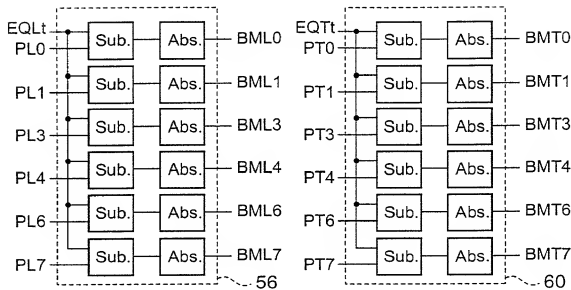 EQLt
PL0 Sub. Abs. BML0
PL1 Sub. Abs. BML1
PL3 Sub. Abs. BML3
PL4 Sub. Abs. BML4
PL6 Sub. Abs. BML6
PL7 Sub. Abs. BML7
56
EQTt
PT0 Sub. Abs. BMT0
PT1 Sub. Abs. BMT1
PT3 Sub. Abs. BMT3
PT4 Sub. Abs. BMT4
PT6 Sub. Abs. BMT6
PT7 Sub. Abs. BMT7
60